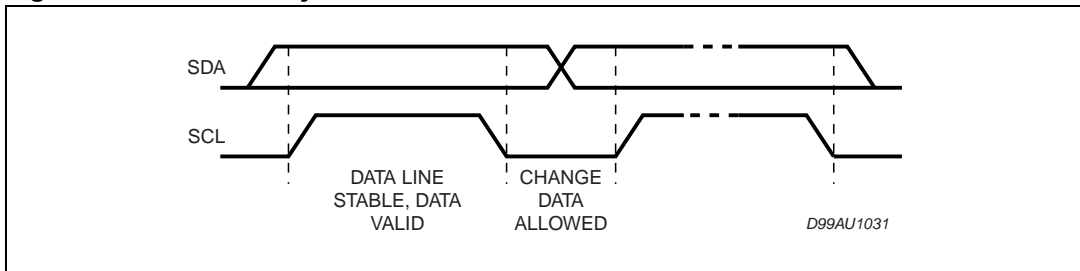 SDA
SCL
DATA LINE
STABLE, DATA
VALID
CHANGE
DATA
ALLOWED
D99AU1031